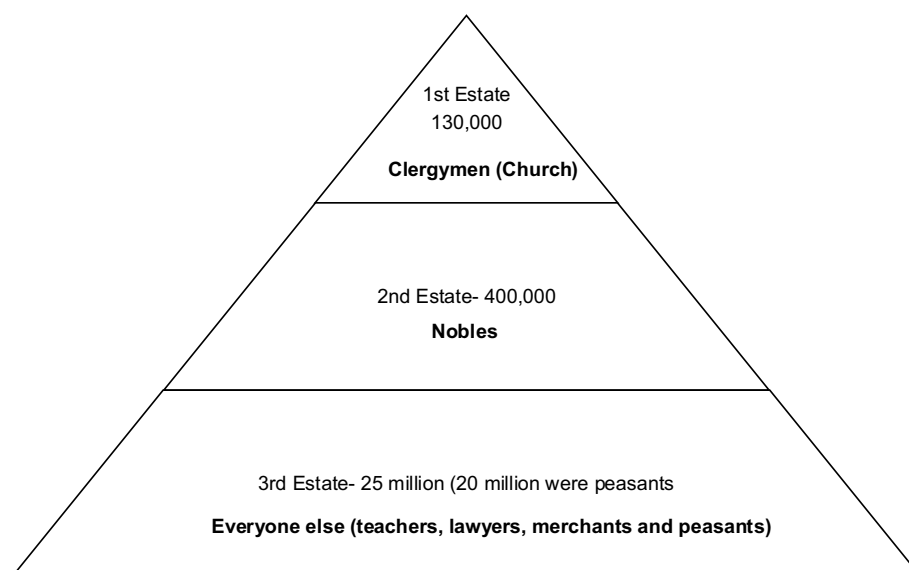 1st Estate
130,000
Clergymen (Church)
2nd Estate- 400,000
Nobles
3rd Estate- 25 million (20 million were peasants
Everyone else (teachers, lawyers, merchants and peasants)